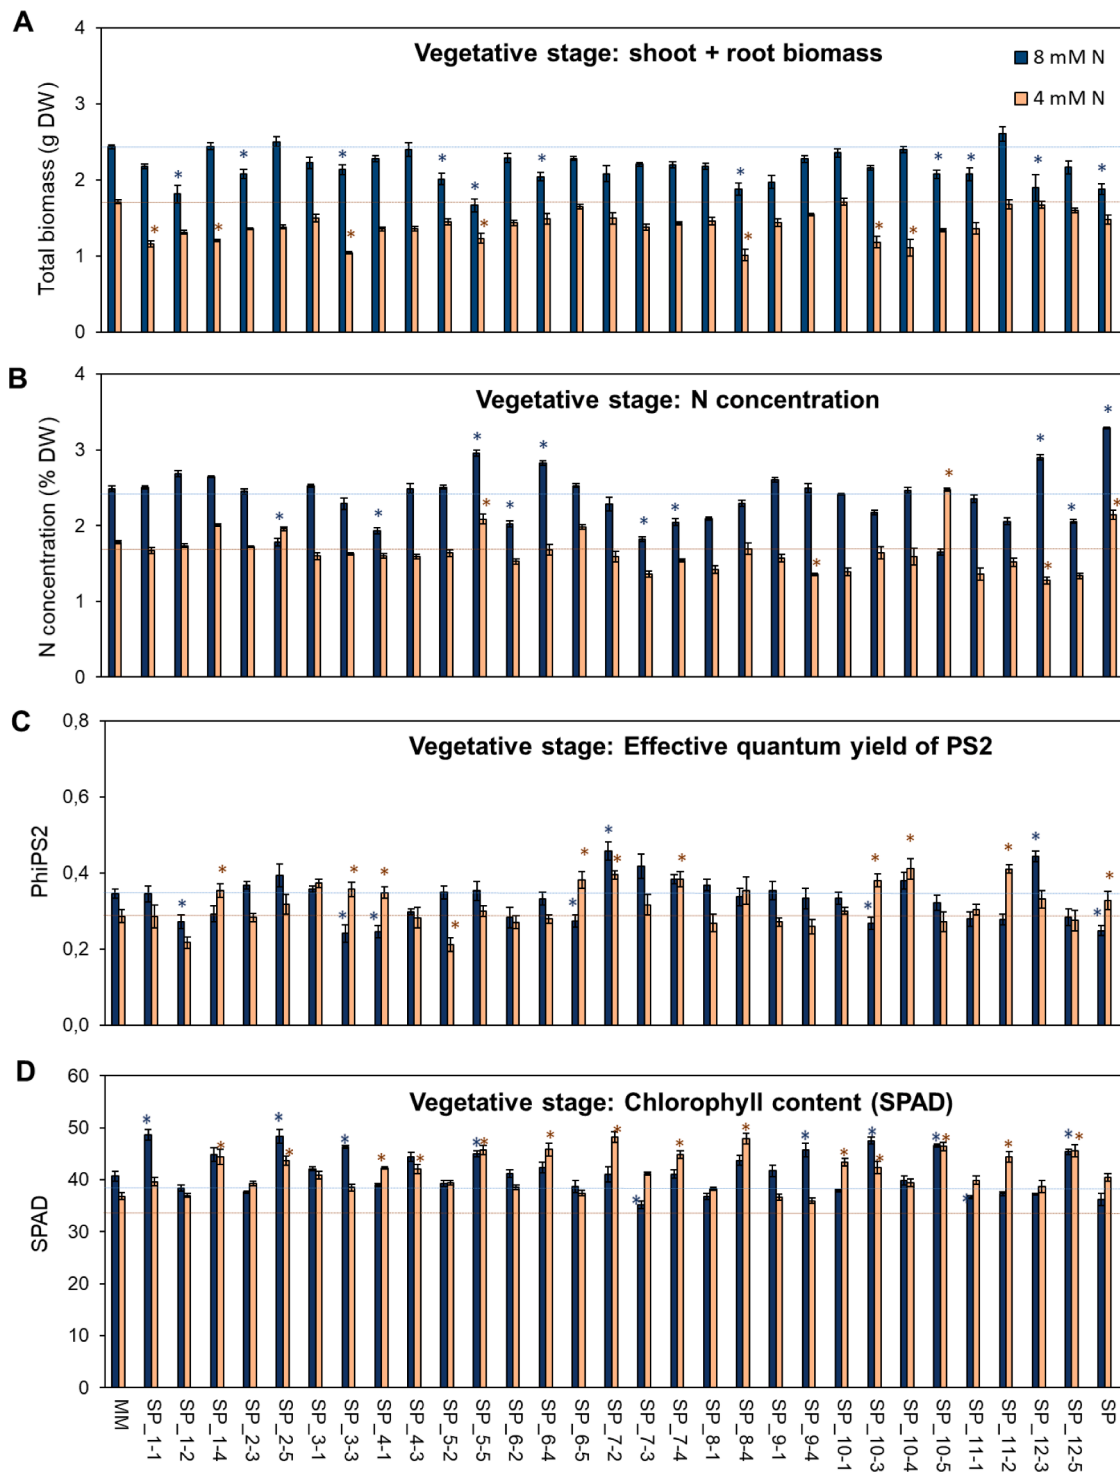 A
Vegetative stage: shoot + root biomass
8 mM N
4 mM N
Total biomass (g DW)
4
3
2
1
0
B
Vegetative stage: N concentration
N concentration (% DW)
4
3
2
1
0
C
Vegetative stage: Effective quantum yield of PS2
PhiPS2
0,8
0,6
0,4
0,2
0,0
D
Vegetative stage: Chlorophyll content (SPAD)
SPAD
60
50
40
30
20
10
0
MM
SP_1-1
SP_1-2
SP_1-4
SP_2-3
SP_2-5
SP_3-1
SP_3-3
SP_4-1
SP_4-3
SP_5-2
SP_5-5
SP_6-2
SP_6-4
SP_6-5
SP_7-2
SP_7-3
SP_7-4
SP_8-1
SP_8-4
SP_9-1
SP_9-4
SP_10-1
SP_10-3
SP_10-4
SP_10-5
SP_11-1
SP_11-2
SP_12-3
SP_12-5
SP